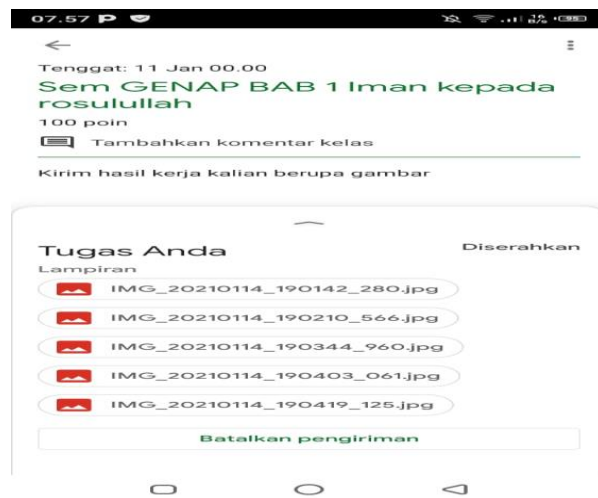 07.57
16 B/s 95
Tenggat: 11 Jan 00.00
Sem GENAP BAB 1 Iman kepada
rosulullah
100 poin
Tambahkan komentar kelas
Kirim hasil kerja kalian berupa gambar
Tugas Anda
Diserahkan
Lampiran
IMG_20210114_190142_280.jpg
IMG_20210114_190210_566.jpg
IMG_20210114_190344_960.jpg
IMG_20210114_190403_061.jpg
IMG_20210114_190419_125.jpg
Batalkan pengiriman